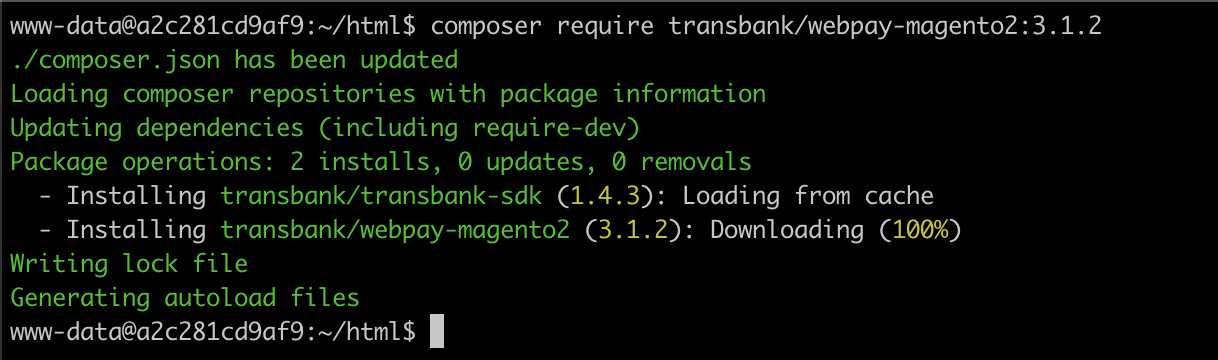 www-data@a2c281cd9af9:~/html$ composer require transbank/webpay-magento2:3.1.2
./composer.json has been updated
Loading composer repositories with package information
Updating dependencies (including require-dev)
Package operations: 2 installs, 0 updates, 0 removals
  - Installing transbank/transbank-sdk (1.4.3): Loading from cache
  - Installing transbank/webpay-magento2 (3.1.2): Downloading (100%)
Writing lock file
Generating autoload files
www-data@a2c281cd9af9:~/html$